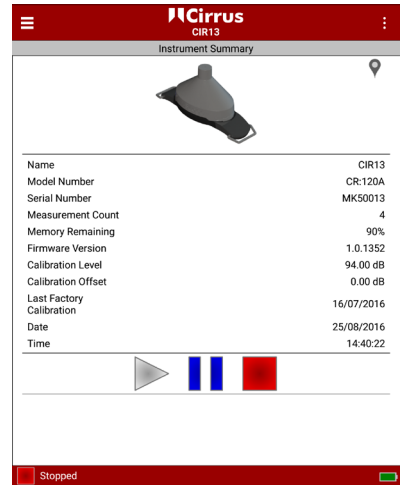 Cirrus
CIR13
Instrument Summary
Name CIR13
Model Number CR:120A
Serial Number MK50013
Measurement Count 4
Memory Remaining 90%
Firmware Version 1.0.1352
Calibration Level 94.00 dB
Calibration Offset 0.00 dB
Last Factory
Calibration 16/07/2016
Date 25/08/2016
Time 14:40:22
Stopped